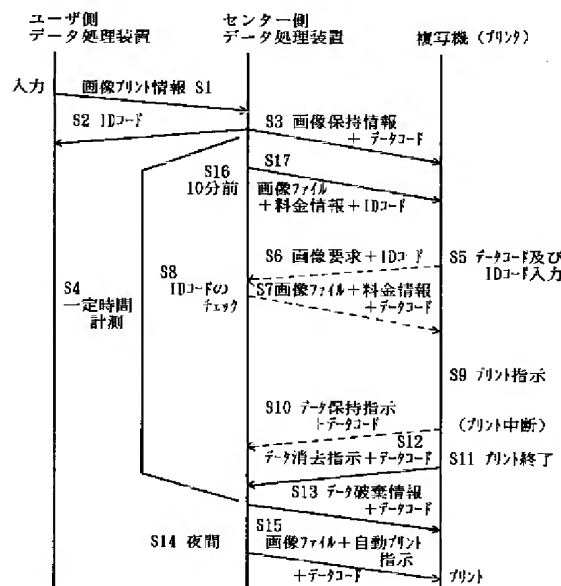 ユーザ側
データ処理装置
センター側
データ処理装置
複写機(プリンタ)
入力
画像プリント情報 S1
S2 IDコード
S3 画像保持情報
+ データコード
S16
10分前
S17
画像ファイル
+料金情報+IDコード
S6 画像要求+IDコード
S5 データコード及び
IDコード入力
S4
一定時間
計測
S8
IDコードの
チェック
S7画像ファイル+料金情報
+データコード
S9 プリント指示
S10 データ保持指示
+データコード
(プリント中断)
S12
データ消去指示+データコード
S11 プリント終了
S13 データ破棄情報
+データコード
S14 夜間
S15
画像ファイル+自動プリント
指示
+データコード
プリント